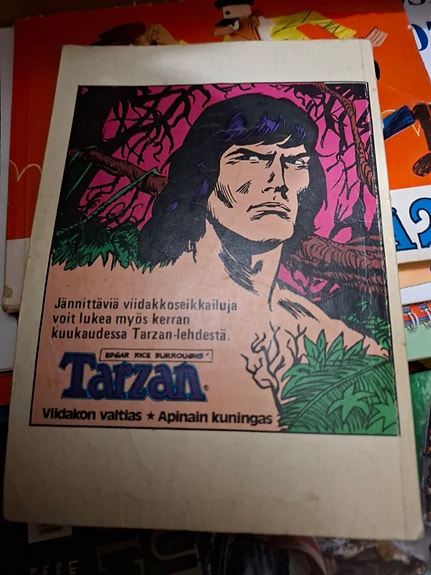 Jännittäviä viidakkoseikkailuja
voit lukea myös kerran
kuukaudessa Tarzan-lehdestä.
EDGAR RICE BURROUGHS'
Tarzan®
Viidakon valtias ★ Apinain kuningas